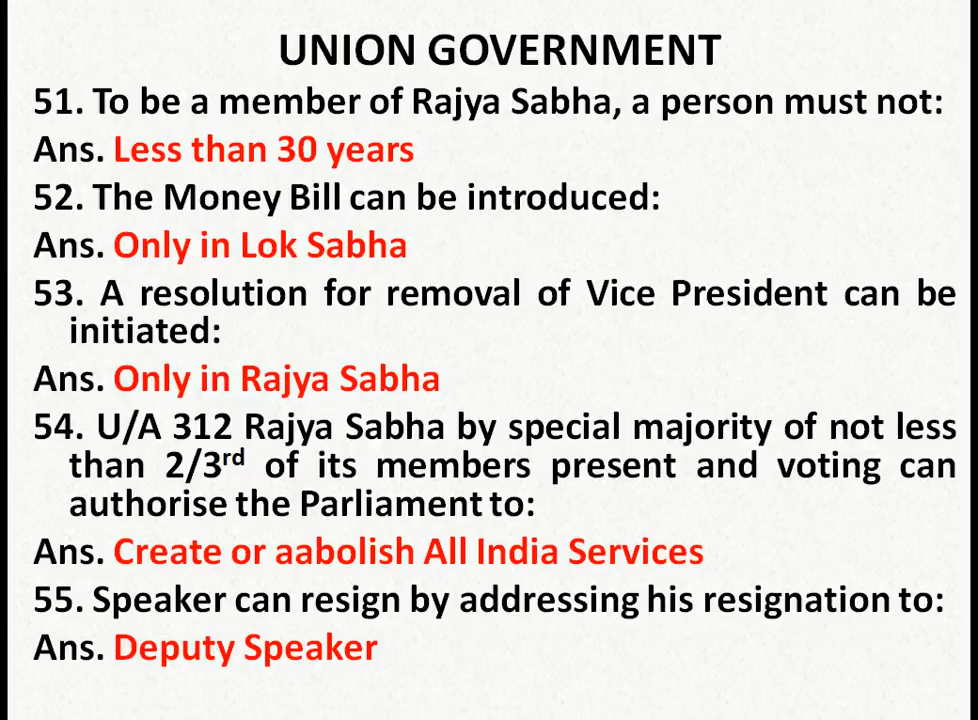 UNION GOVERNMENT
51. To be a member of Rajya Sabha, a person must not:
Ans. Less than 30 years
52. The Money Bill can be introduced:
Ans. Only in Lok Sabha
53. A resolution for removal of Vice President can be
initiated:
Ans. Only in Rajya Sabha
54. U/A 312 Rajya Sabha by special majority of not less
than 2/3rd of its members present and voting can
authorise the Parliament to:
Ans. Create or aabolish All India Services
55. Speaker can resign by addressing his resignation to:
Ans. Deputy Speaker